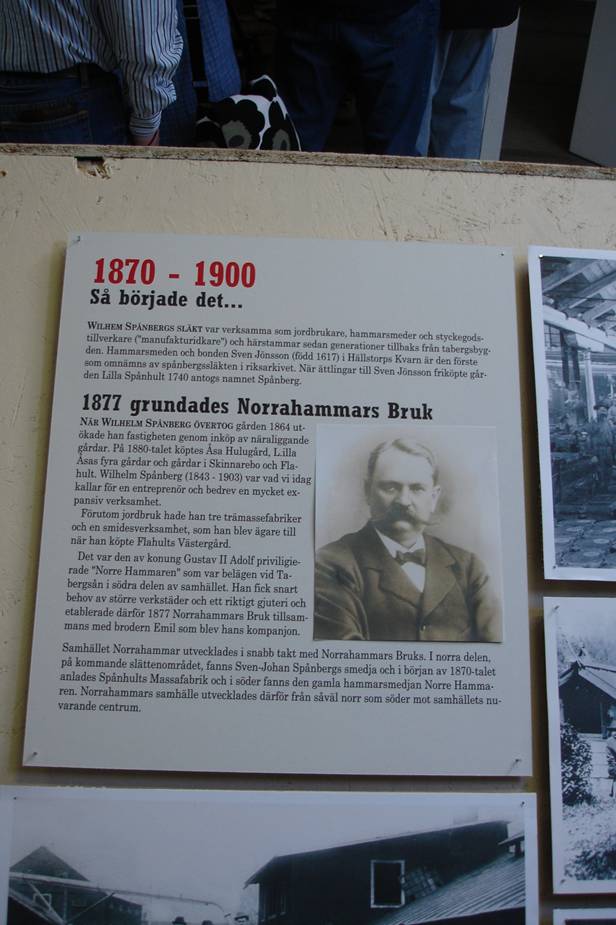 1870 - 1900
Så började det...
WILHEM SPÅNBERGS SLÄKT var verksamma som jordbrukare, hammarsmeder och styckegods-
tillverkare ("manufakturidkare") och härstammar sedan generationer tillbaks från tabergsbyg-
den. Hammarsmeden och bonden Sven Jönsson (född 1617) i Hällstorps Kvarn är den förste
som omnämns av spånbergssläkten i riksarkivet. När ättlingar till Sven Jönsson friköpte går-
den Lilla Spånhult 1740 antogs namnet Spånberg.
1877 grundades Norrahammars Bruk
NÄR WILHELM SPÅNBERG ÖVERTOG gården 1864 ut-
ökade han fastigheten genom inköp av näraliggande
gårdar. På 1880-talet köptes Åsa Hulugård, Lilla
Åsas fyra gårdar och gårdar i Skinnarebo och Fla-
hult. Wilhelm Spånberg (1843 - 1903) var vad vi idag
kallar för en entreprenör och bedrev en mycket ex-
pansiv verksamhet.
Förutom jordbruk hade han tre trämassefabriker
och en smidesverksamhet, som han blev ägare till
när han köpte Flahults Västergård.
Det var den av konung Gustav II Adolf priviligie-
rade "Norre Hammaren" som var belägen vid Ta-
bergsån i södra delen av samhället. Han fick snart
behov av större verkstäder och ett riktigt gjuteri och
etablerade därför 1877 Norrahammars Bruk tillsam-
mans med brodern Emil som blev hans kompanjon.
Samhället Norrahammar utvecklades i snabb takt med Norrahammars Bruks. I norra delen,
på kommande slättenområdet, fanns Sven-Johan Spånbergs smedja och i början av 1870-talet
anlades Spånhults Massafabrik och i söder fanns den gamla hammarsmedjan Norre Hamma-
ren. Norrahammars samhälle utvecklades därför från såväl norr som söder mot samhällets nu-
varande centrum.